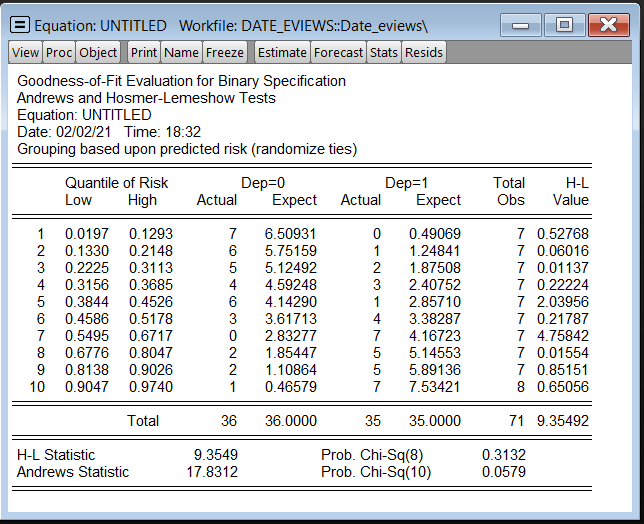 Equation: UNTITLED Workfile: DATE_EVIEWS::Date_eviews\
View Proc Object Print Name Freeze Estimate Forecast Stats Resids
Goodness-of-Fit Evaluation for Binary Specification
Andrews and Hosmer-Lemeshow Tests
Equation: UNTITLED
Date: 02/02/21 Time: 18:32
Grouping based upon predicted risk (randomize ties)
Quantile of Risk Dep=0 Dep=1 Total H-L
Low High Actual Expect Actual Expect Obs Value
1 0.0197 0.1293 7 6.50931 0 0.49069 7 0.52768
2 0.1330 0.2148 6 5.75159 1 1.24841 7 0.06016
3 0.2225 0.3113 5 5.12492 2 1.87508 7 0.01137
4 0.3156 0.3685 4 4.59248 3 2.40752 7 0.22224
5 0.3844 0.4526 6 4.14290 1 2.85710 7 2.03956
6 0.4586 0.5178 3 3.61713 4 3.38287 7 0.21787
7 0.5495 0.6717 0 2.83277 7 4.16723 7 4.75842
8 0.6776 0.8047 2 1.85447 5 5.14553 7 0.01554
9 0.8138 0.9026 2 1.10864 5 5.89136 7 0.85151
10 0.9047 0.9740 1 0.46579 7 7.53421 8 0.65056
Total 36 36.0000 35 35.0000 71 9.35492
H-L Statistic 9.3549 Prob. Chi-Sq(8) 0.3132
Andrews Statistic 17.8312 Prob. Chi-Sq(10) 0.0579